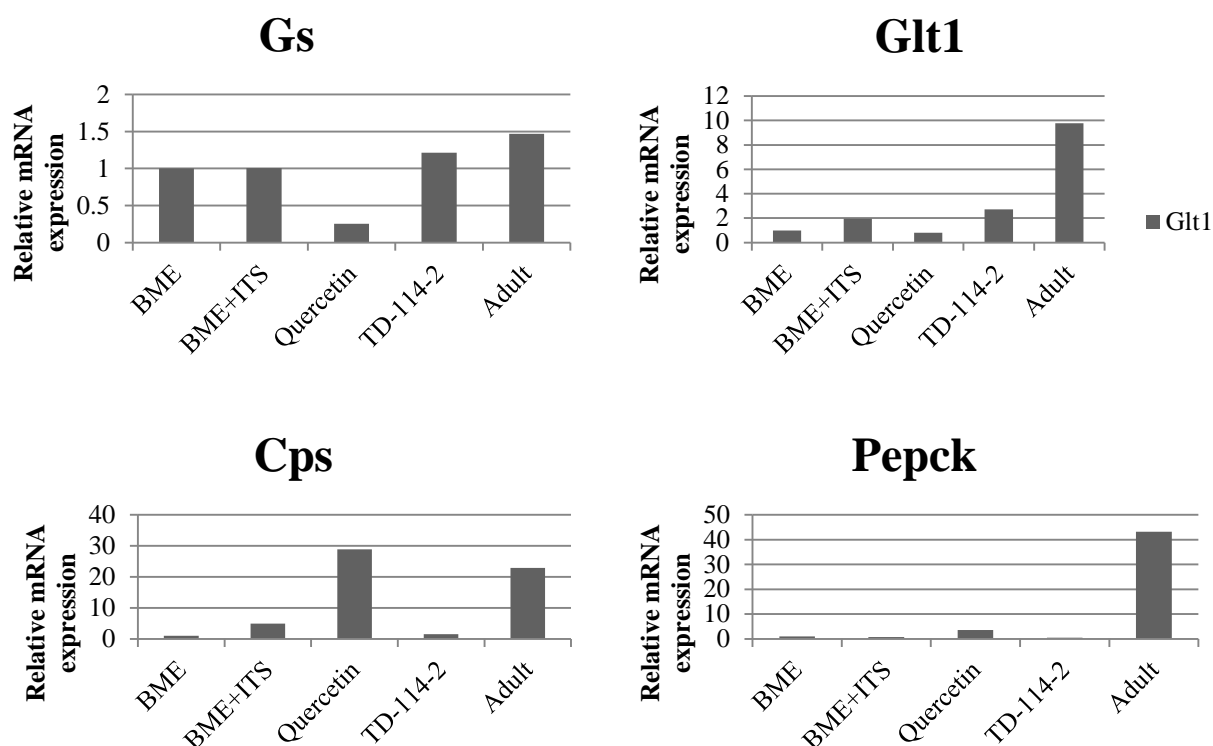 Gs
Relative mRNA
expression
2
1.5
1
0.5
0
BME
BME+ITS
Quercetin
TD-114-2
Adult
Glt1
Relative mRNA
expression
12
10
8
6
4
2
0
BME
BME+ITS
Quercetin
TD-114-2
Adult
Glt1
Cps
Relative mRNA
expression
40
30
20
10
0
BME
BME+ITS
Quercetin
TD-114-2
Adult
Pepck
Relative mRNA
expression
50
40
30
20
10
0
BME
BME+ITS
Quercetin
TD-114-2
Adult